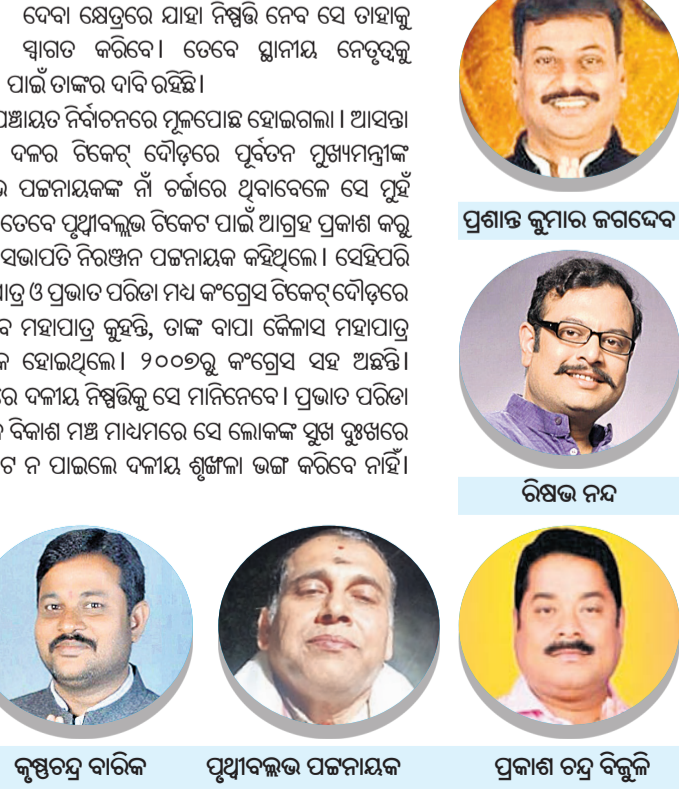 ଦେବା କ୍ଷେତ୍ରରେ ଯାହା ନିଷ୍ପତ୍ତି ନେବ ସେ ତାହାକୁ
ସ୍ୱାଗତ କରିବେ। ତେବେ ସ୍ଥାନୀୟ ନେତୃତ୍ୱକୁ
ପାଇଁ ତାଙ୍କର ଦାବି ରହିଛି।
ପଞ୍ଚାୟତ ନିର୍ବାଚନରେ ମୂଳପୋଛ ହୋଇଗଲା। ଆସନ୍ତା
ଦଳର ଟିକେଟ୍ ଦୌଡ଼ରେ ପୂର୍ବତନ ମୁଖ୍ୟମନ୍ତ୍ରୀଙ୍କ
ପଟ୍ଟନାୟକଙ୍କ ନାଁ ଚର୍ଚ୍ଚାରେ ଥିବାବେଳେ ସେ ମୁହଁ
ତେବେ ପୃଥ୍ୱୀବଲ୍ଲଭ ଟିକେଟ ପାଇଁ ଆଗ୍ରହ ପ୍ରକାଶ କରୁ
ସଭାପତି ନିରଞ୍ଜନ ପଟ୍ଟନାୟକ କହିଥିଲେ। ସେହିପରି
ଓ ପ୍ରଭାତ ପରିଡା ମଧ୍ୟ କଂଗ୍ରେସ ଟିକେଟ୍ ଦୌଡ଼ରେ
ମହାପାତ୍ର କୁହନ୍ତି, ତାଙ୍କ ବାପା କୈଳାସ ମହାପାତ୍ର
ହୋଇଥିଲେ। ୨୦୦୭ରୁ କଂଗ୍ରେସ ସହ ଅଛନ୍ତି।
ଦଳୀୟ ନିଷ୍ପତ୍ତିକୁ ସେ ମାନିନେବେ। ପ୍ରଭାତ ପରିଡା
ବିକାଶ ମଞ୍ଚ ମାଧ୍ୟମରେ ସେ ଲୋକଙ୍କ ସୁଖ ଦୁଃଖରେ
ନ ପାଇଲେ ଦଳୀୟ ଶୃଙ୍ଖଳା ଭଙ୍ଗ କରିବେ ନାହିଁ।
ପ୍ରଶାନ୍ତ କୁମାର ଜଗଦ୍ଦେବ
ରିଷଭ ନନ୍ଦ
କୃଷ୍ଣଚନ୍ଦ୍ର ବାରିକ
ପୃଥ୍ୱୀବଲ୍ଲଭ ପଟ୍ଟନାୟକ
ପ୍ରକାଶ ଚନ୍ଦ୍ର ବିକୁଳି